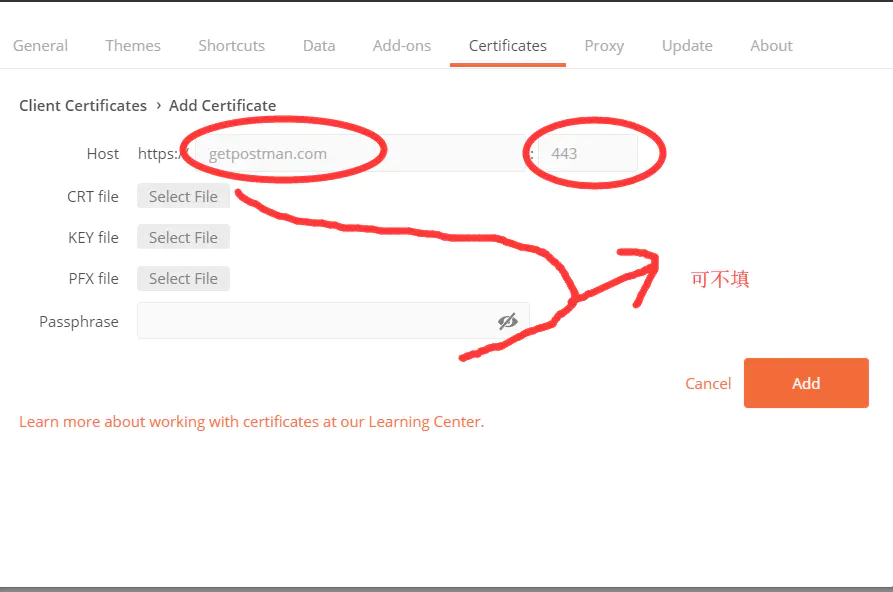 General Themes Shortcuts Data Add-ons Certificates Proxy Update About
Client Certificates › Add Certificate
Host https:// getpostman.com : 443
CRT file Select File
KEY file Select File
PFX file Select File
可不填
Passphrase
Cancel Add
Learn more about working with certificates at our Learning Center.